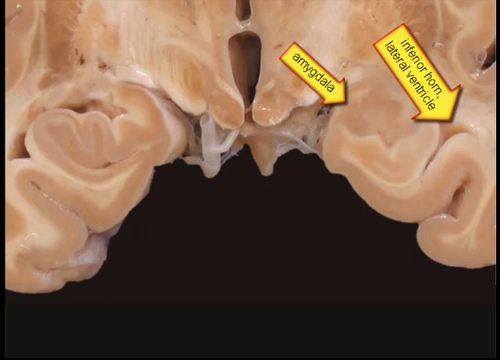 amygdala
inferior horn,
lateral ventricle